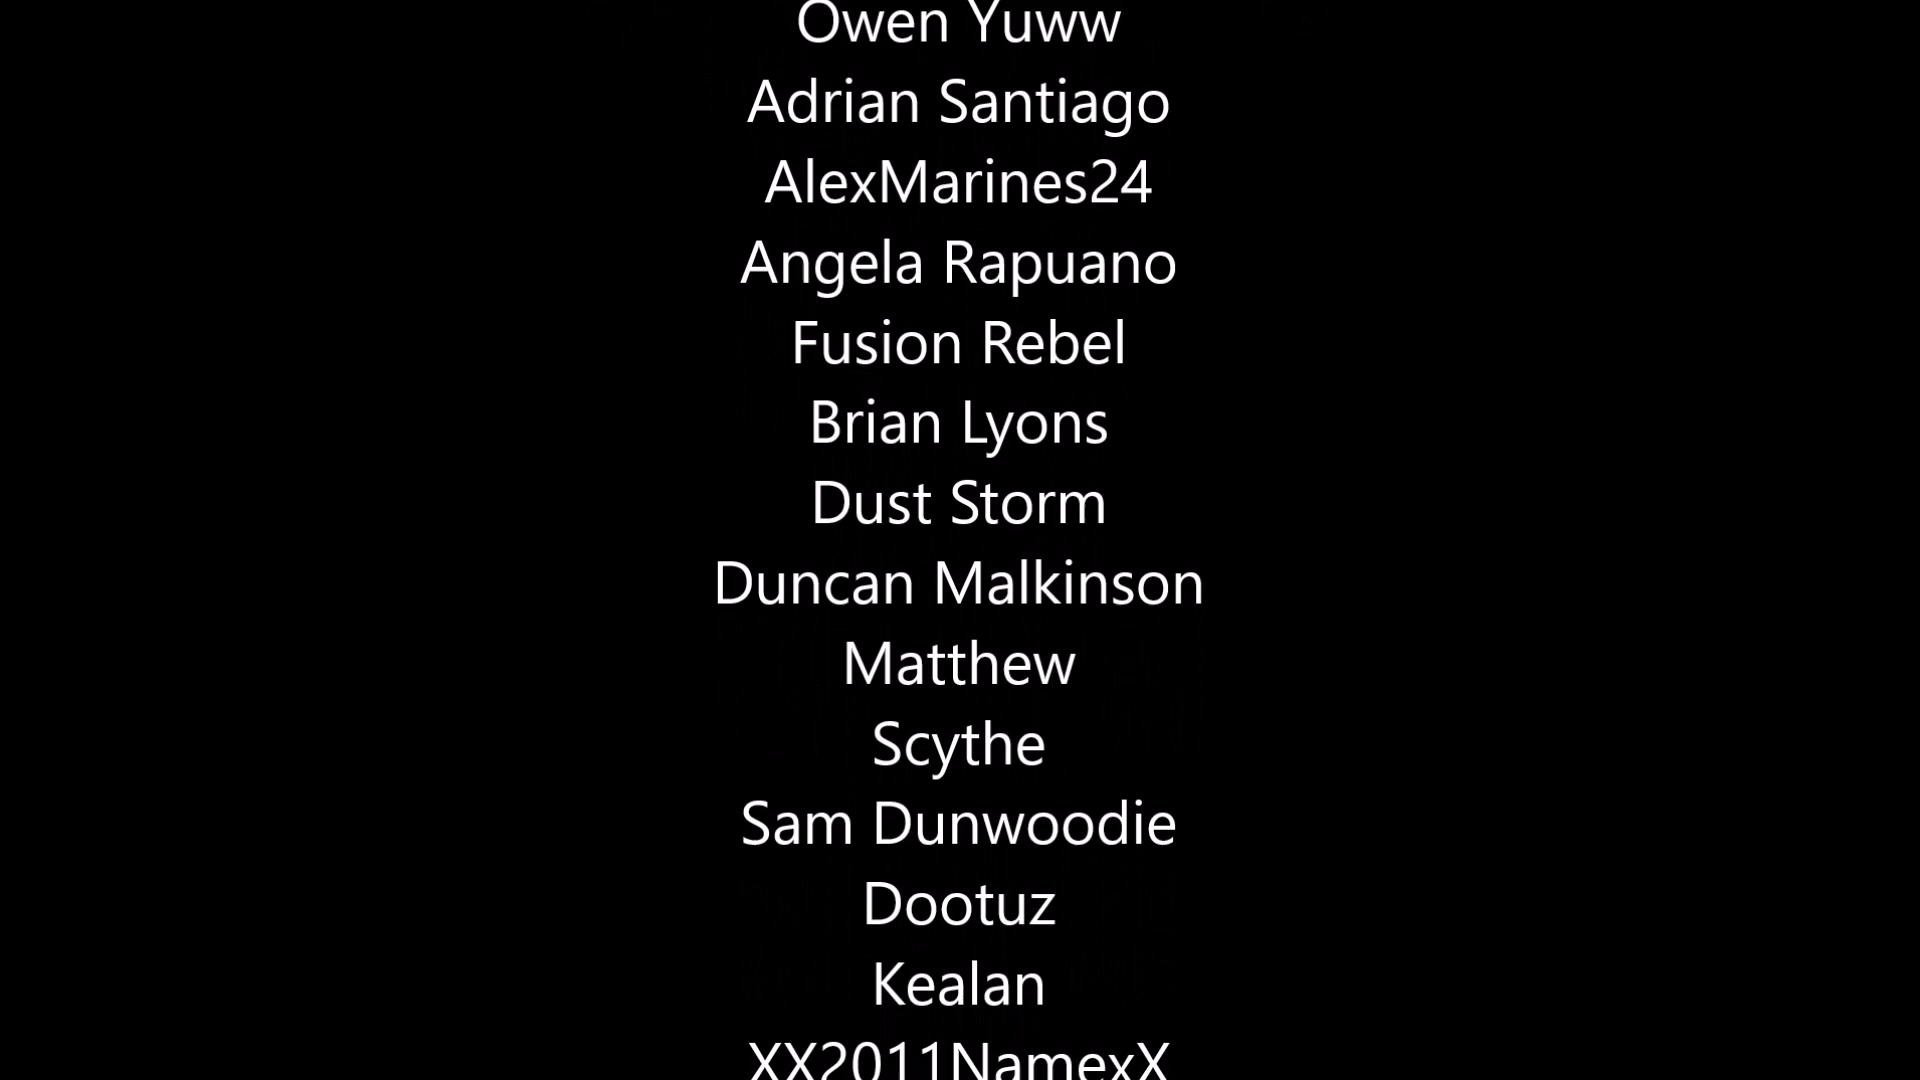 Owen Yuww
Adrian Santiago
AlexMarines24
Angela Rapuano
Fusion Rebel
Brian Lyons
Dust Storm
Duncan Malkinson
Matthew
Scythe
Sam Dunwoodie
Dootuz
Kealan
XX2011NamexX